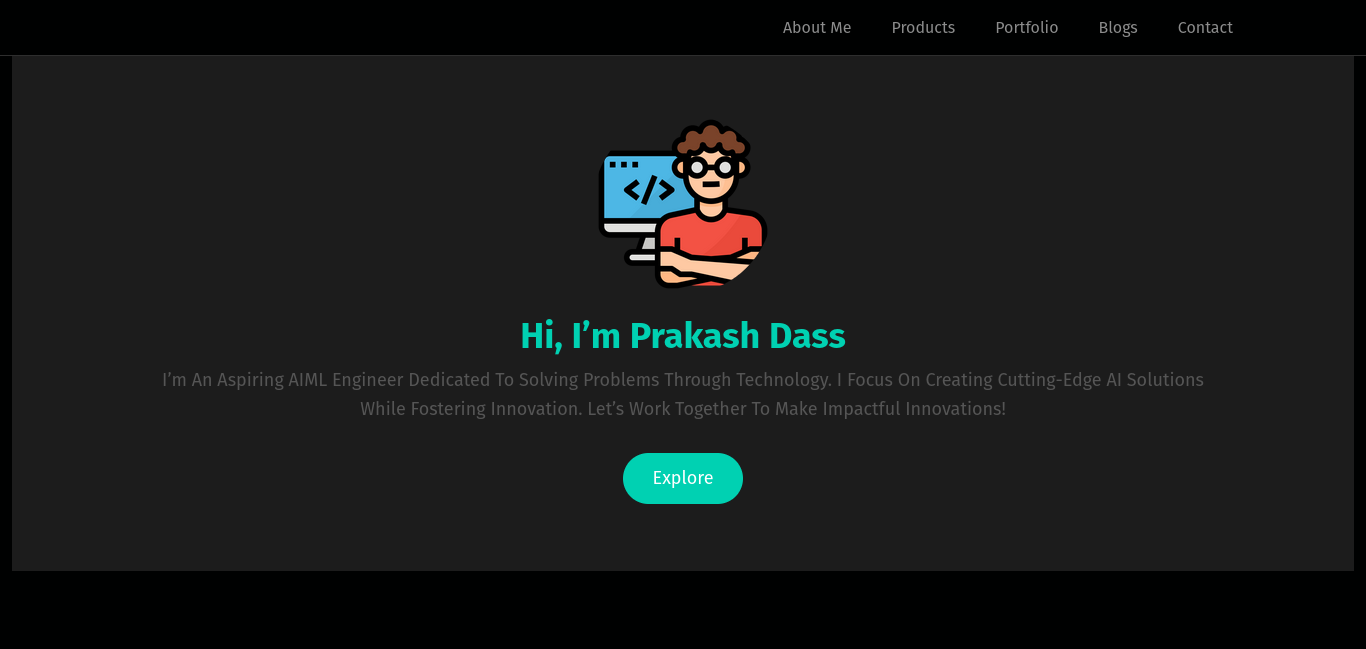 About Me Products Portfolio Blogs Contact
</>
Hi, I’m Prakash Dass
I’m An Aspiring AIML Engineer Dedicated To Solving Problems Through Technology. I Focus On Creating Cutting-Edge AI Solutions
While Fostering Innovation. Let’s Work Together To Make Impactful Innovations!
Explore